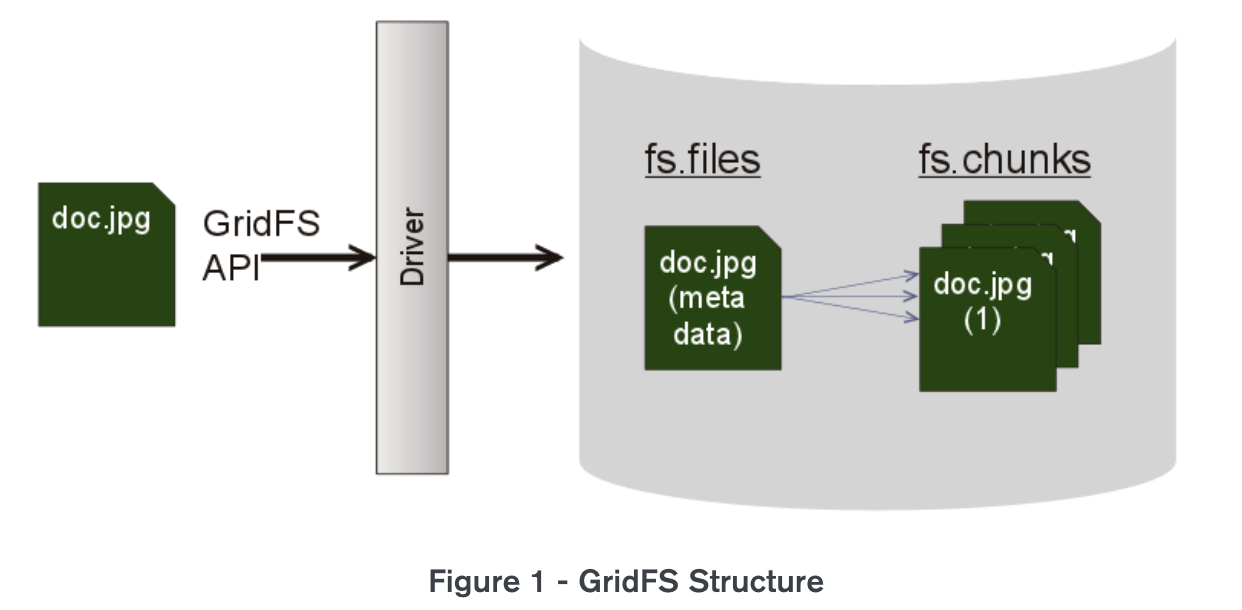 doc.jpg
GridFS
API
Driver
fs.files
fs.chunks
doc.jpg
(meta
data)
doc.jpg
(1)
Figure 1 - GridFS Structure